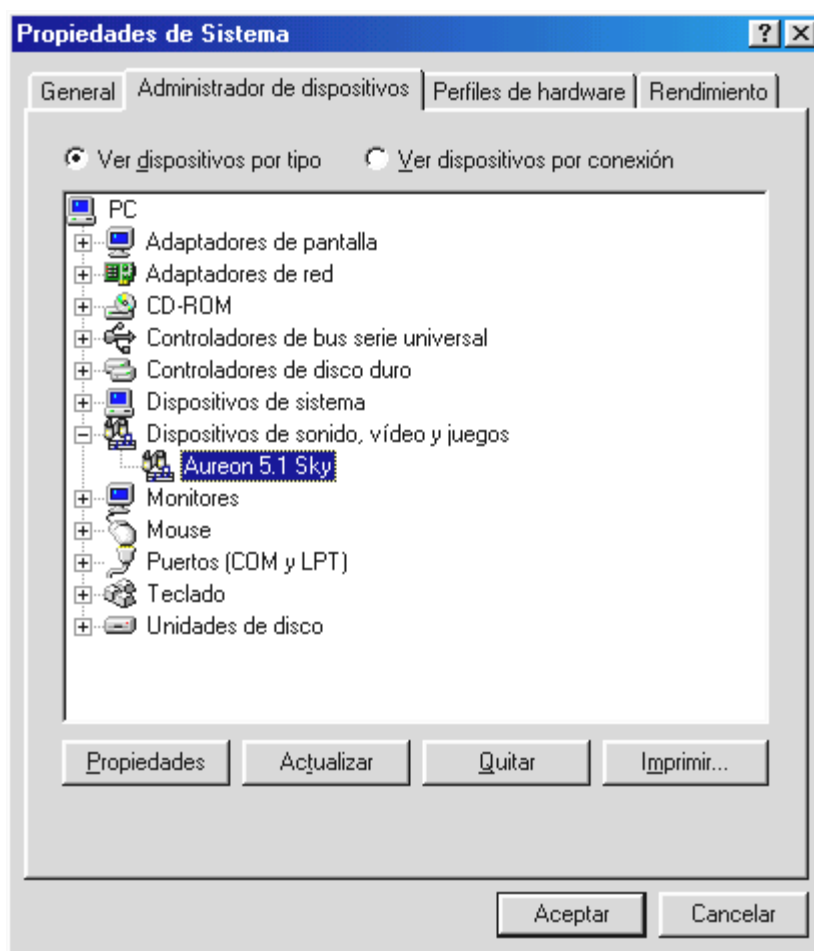 Propiedades de Sistema
General Administrador de dispositivos Perfiles de hardware Rendimiento
Ver dispositivos por tipo Ver dispositivos por conexión
PC
Adaptadores de pantalla
Adaptadores de red
CD-ROM
Controladores de bus serie universal
Controladores de disco duro
Dispositivos de sistema
Dispositivos de sonido, vídeo y juegos
Aureon 5.1 Sky
Monitores
Mouse
Puertos (COM y LPT)
Teclado
Unidades de disco
Propiedades Actualizar Quitar Imprimir...
Aceptar Cancelar